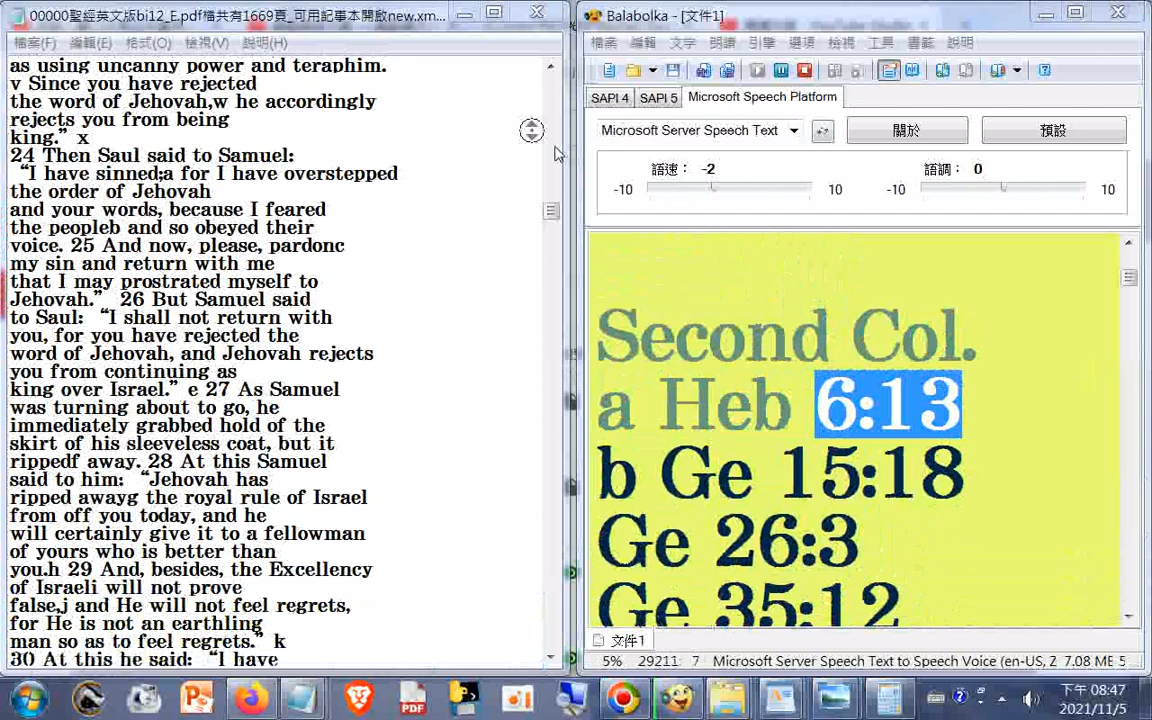 00000聖經英文版bi12_E.pdf檔共有1669頁_可用記事本開啟new.xm...
檔案(F) 編輯(E) 格式(O) 檢視(V) 說明(H)
as using uncanny power and teraphim.
v Since you have rejected
the word of Jehovah,w he accordingly
rejects you from being
king.” x
24 Then Saul said to Samuel:
“I have sinned;a for I have overstepped
the order of Jehovah
and your words, because I feared
the peopleb and so obeyed their
voice. 25 And now, please, pardonc
my sin and return with me
that I may prostrated myself to
Jehovah.” 26 But Samuel said
to Saul: “I shall not return with
you, for you have rejected the
word of Jehovah, and Jehovah rejects
you from continuing as
king over Israel.” e 27 As Samuel
was turning about to go, he
immediately grabbed hold of the
skirt of his sleeveless coat, but it
rippedf away. 28 At this Samuel
said to him: “Jehovah has
ripped awayg the royal rule of Israel
from off you today, and he
will certainly give it to a fellowman
of yours who is better than
you.h 29 And, besides, the Excellency
of Israeli will not prove
false,j and He will not feel regrets,
for He is not an earthling
man so as to feel regrets.” k
30 At this he said: “I have
Balabolka - [文件1]
檔案 編輯 文字 朗讀 引擎 選項 檢視 工具 書籤 說明
SAPI 4 SAPI 5 Microsoft Speech Platform
Microsoft Server Speech Text 關於 預設
語速: -2 語調: 0
-10 10 -10 10
Second Col.
a Heb 6:13
b Ge 15:18
Ge 26:3
Ge 35:12
文件1
5% 29211: 7 Microsoft Server Speech Text to Speech Voice (en-US, 2 7.08 MB 5
下午 08:47
2021/11/5